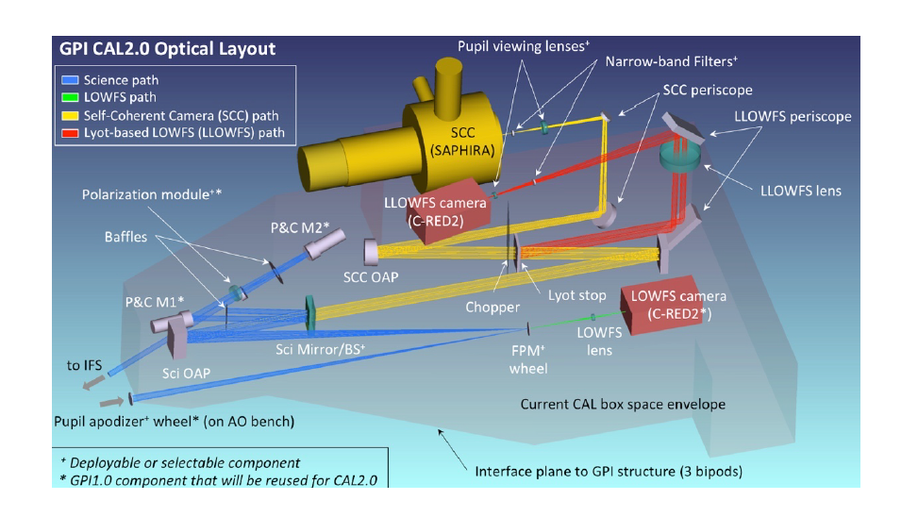 GPI CAL2.0 Optical Layout
Science path
LOWFS path
Self-Coherent Camera (SCC) path
Lyot-based LOWFS (LLOWFS) path
Pupil viewing lenses⁺
Narrow-band Filters⁺
SCC periscope
LLOWFS periscope
SCC
(SAPHIRA)
LLOWFS lens
Polarization module⁺*
LLOWFS camera
(C-RED2)
Baffles
P&C M2*
SCC OAP
P&C M1*
Chopper
Lyot stop
LOWFS camera
(C-RED2*)
Sci Mirror/BS⁺
FPM⁺
wheel
LOWFS
lens
to IFS
Sci OAP
Current CAL box space envelope
Pupil apodizer⁺ wheel* (on AO bench)
⁺ Deployable or selectable component
* GPI1.0 component that will be reused for CAL2.0
Interface plane to GPI structure (3 bipods)